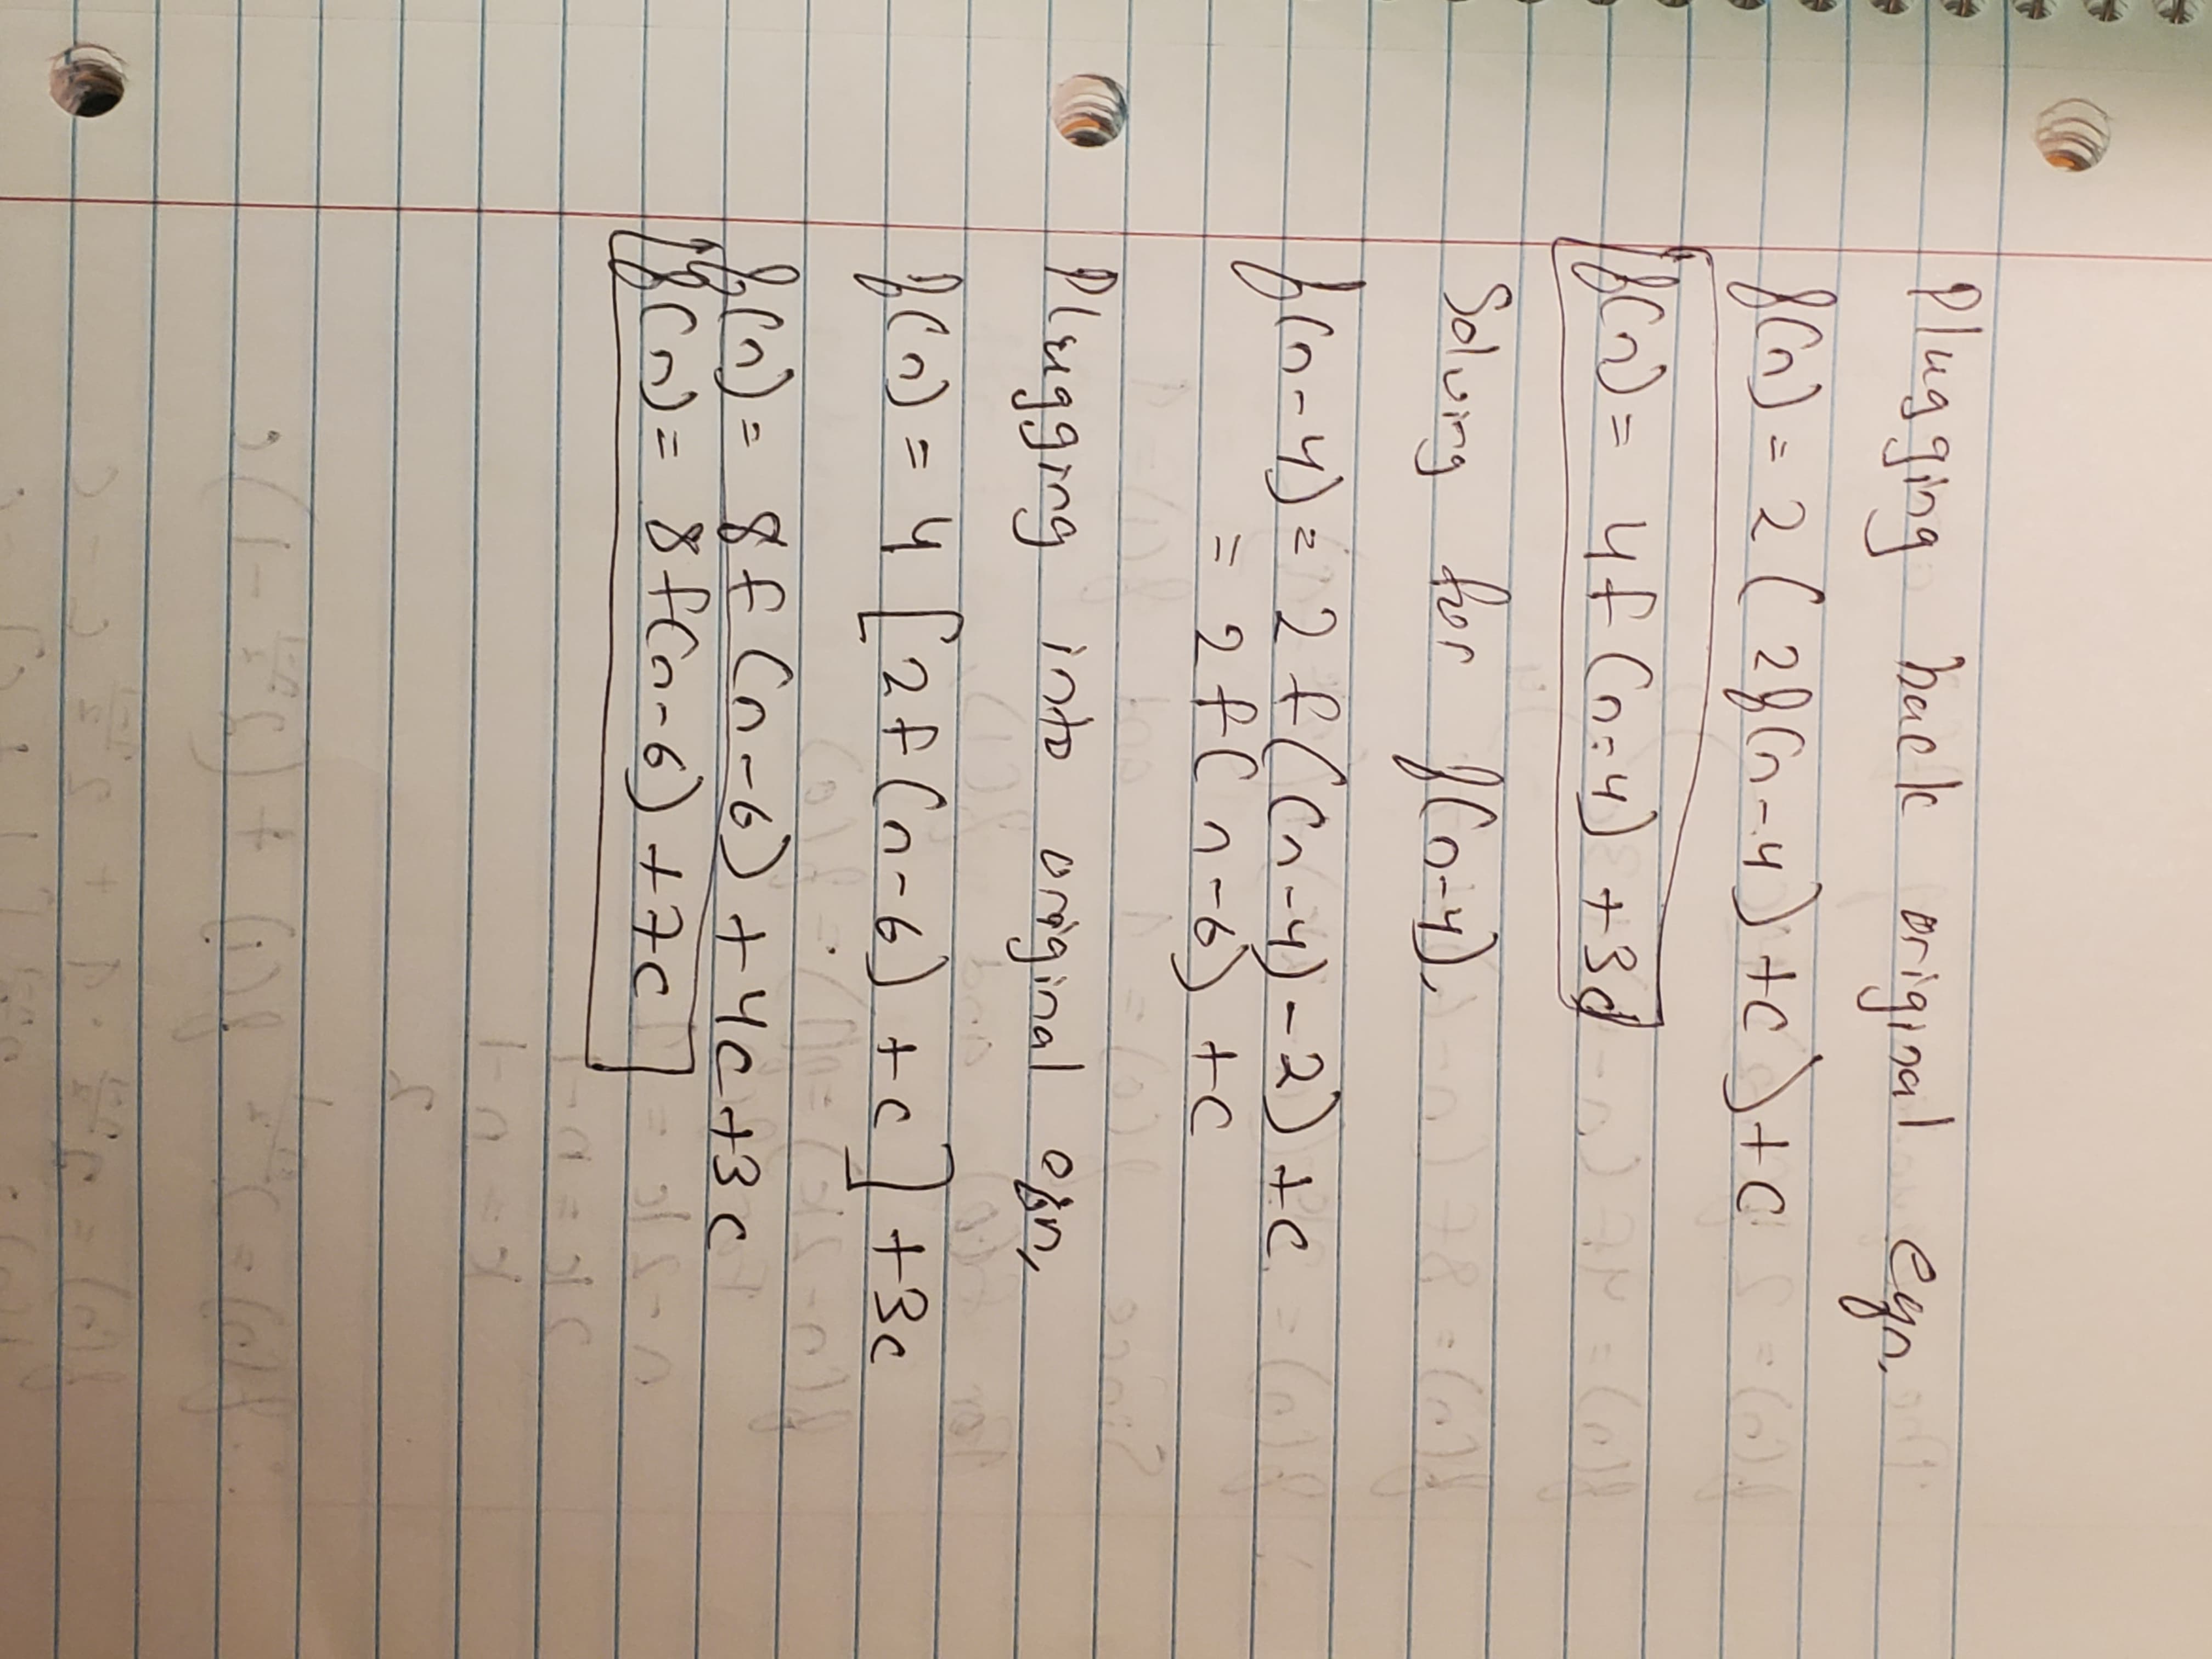 Plugging back original eqn,
f(n) = 2(2f(n-4)+c)+c
f(n) = 4f(n-4)+3c
Solving for f(n-4),
f(n-4) = 2f((n-4)-2)+c
= 2f(n-6)+c
Plugging into original eqn,
f(n) = 4[2f(n-6)+c]+3c
f(n) = 8f(n-6)+4c+3c
f(n) = 8f(n-6)+7c